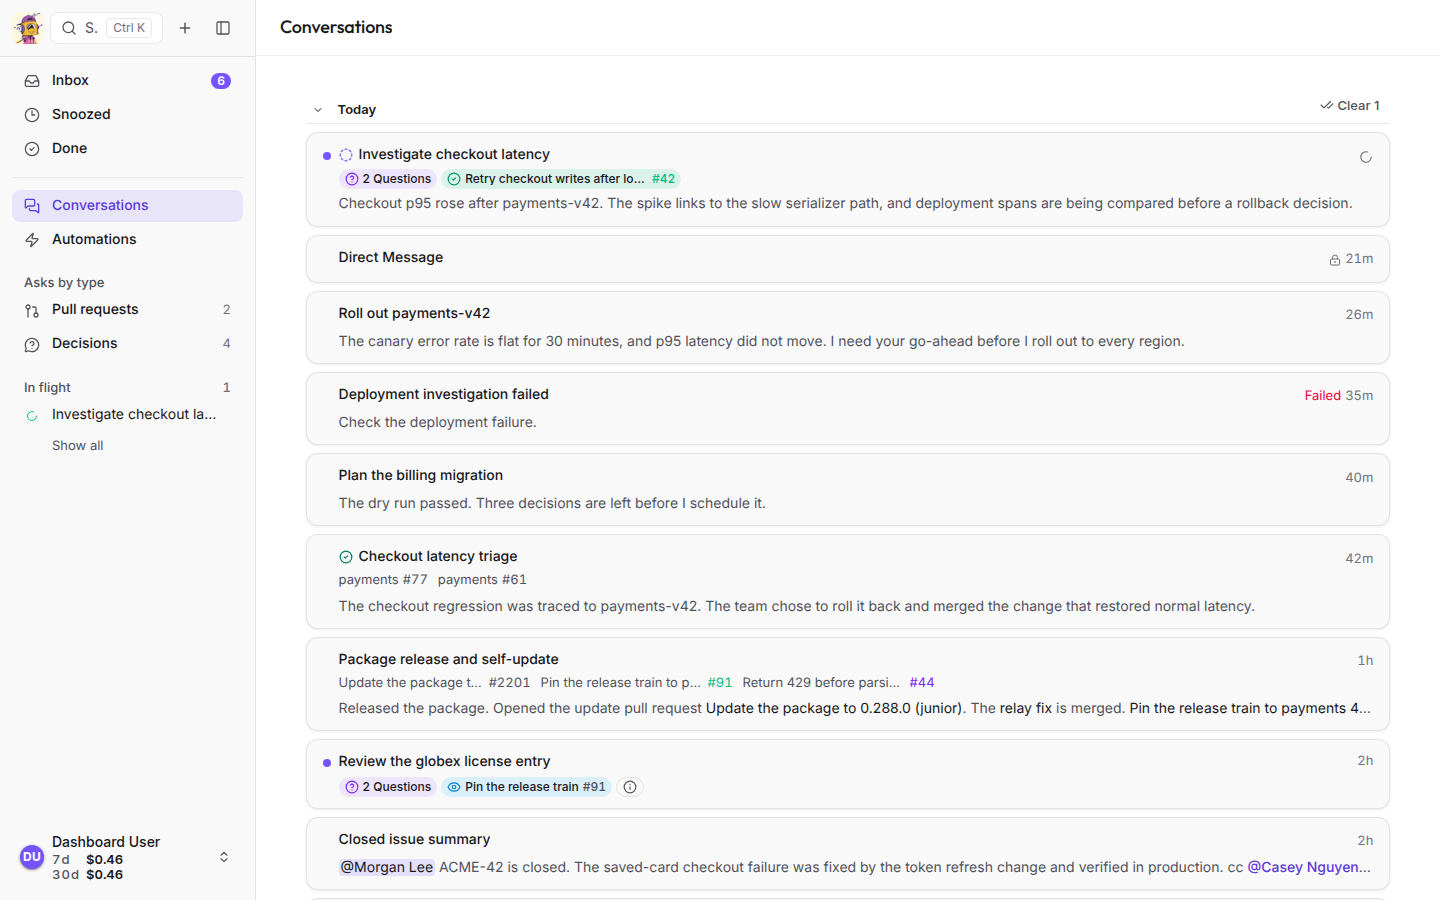 S. Ctrl K
Conversations
Inbox 6
Snoozed
Done
Conversations
Automations
Asks by type
Pull requests 2
Decisions 4
In flight 1
Investigate checkout la...
Show all
Dashboard User
DU
7d $0.46
30d $0.46
Today
Clear 1
Investigate checkout latency
2 Questions Retry checkout writes after lo... #42
Checkout p95 rose after payments-v42. The spike links to the slow serializer path, and deployment spans are being compared before a rollback decision.
Direct Message 21m
Roll out payments-v42 26m
The canary error rate is flat for 30 minutes, and p95 latency did not move. I need your go-ahead before I roll out to every region.
Deployment investigation failed Failed 35m
Check the deployment failure.
Plan the billing migration 40m
The dry run passed. Three decisions are left before I schedule it.
Checkout latency triage 42m
payments #77 payments #61
The checkout regression was traced to payments-v42. The team chose to roll it back and merged the change that restored normal latency.
Package release and self-update 1h
Update the package t... #2201 Pin the release train to p... #91 Return 429 before parsi... #44
Released the package. Opened the update pull request Update the package to 0.288.0 (junior). The relay fix is merged. Pin the release train to payments 4...
Review the globex license entry 2h
2 Questions Pin the release train #91
Closed issue summary 2h
@Morgan Lee ACME-42 is closed. The saved-card checkout failure was fixed by the token refresh change and verified in production. cc @Casey Nguyen...